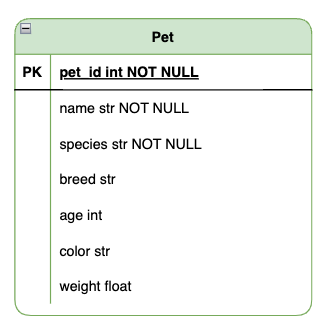 Pet
PK pet_id int NOT NULL
name str NOT NULL
species str NOT NULL
breed str
age int
color str
weight float